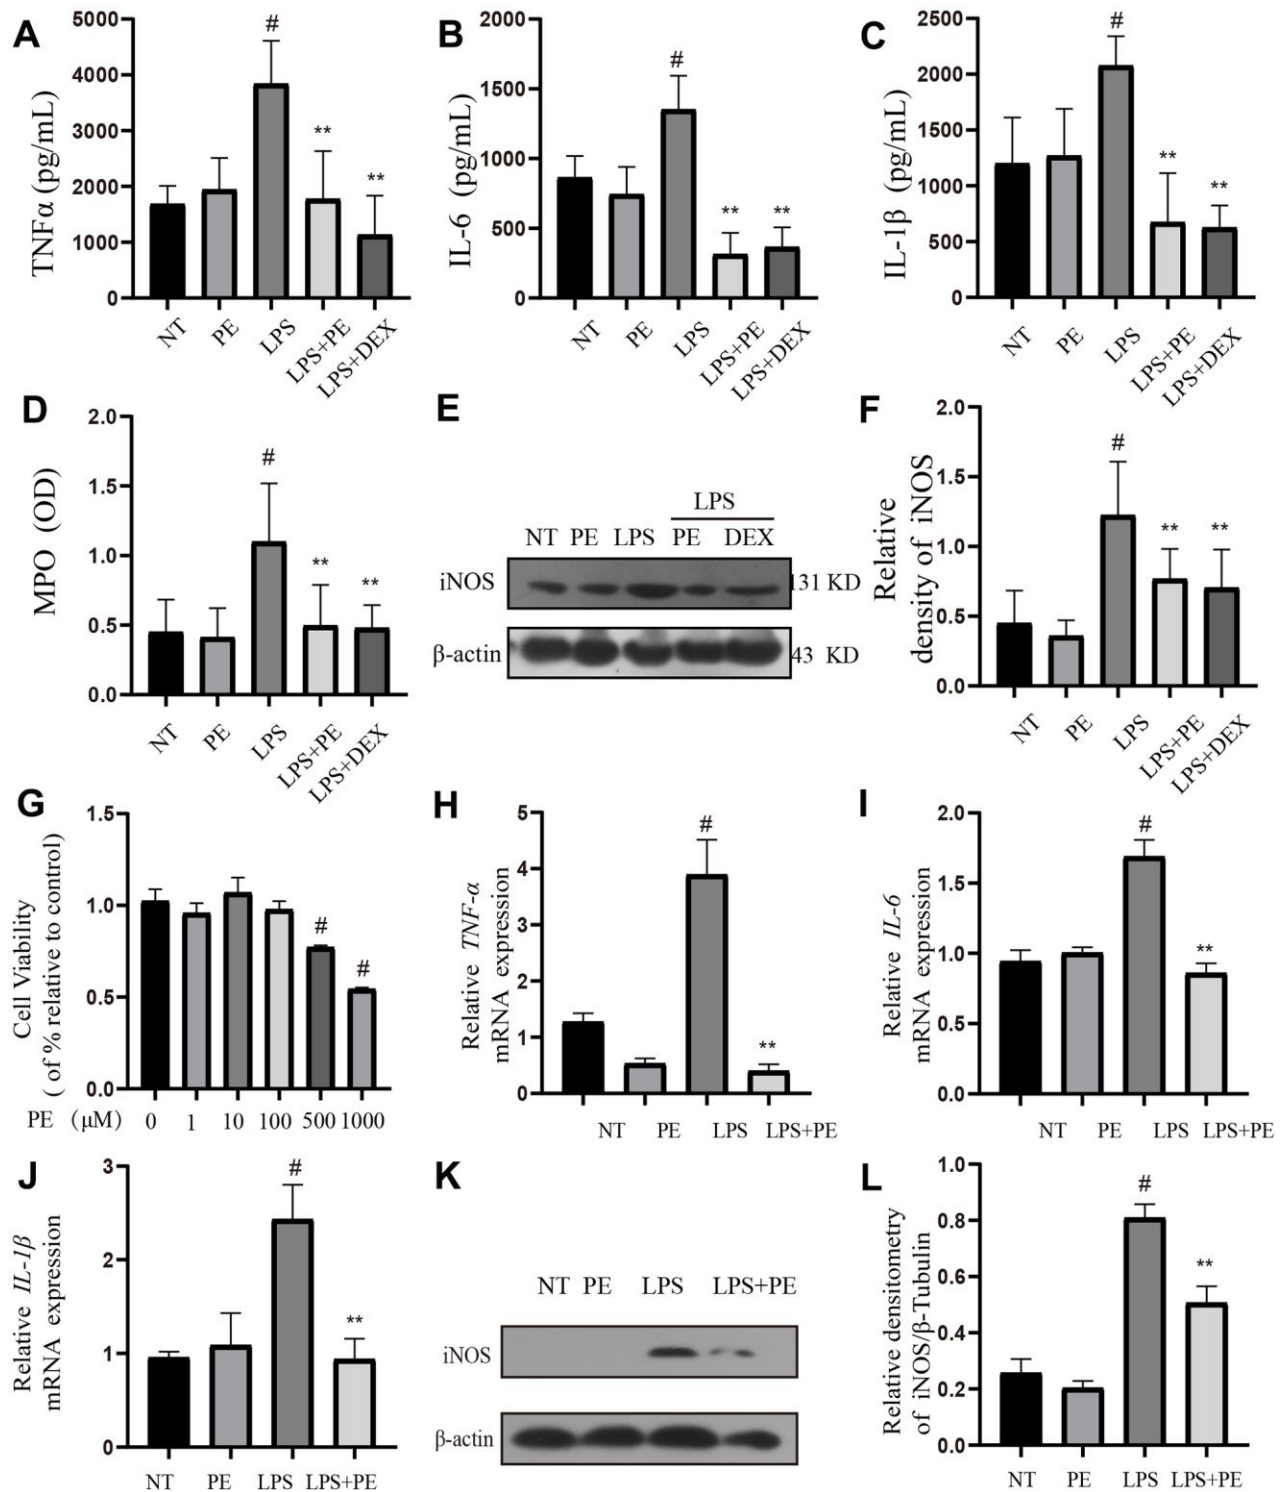 A
TNFα (pg/mL)
5000
4000
3000
2000
1000
0
#
**
**
NT
PE
LPS
LPS+PE
LPS+DEX
B
IL-6 (pg/mL)
2000
1500
1000
500
0
#
**
**
NT
PE
LPS
LPS+PE
LPS+DEX
C
IL-1β (pg/mL)
2500
2000
1500
1000
500
0
#
**
**
NT
PE
LPS
LPS+PE
LPS+DEX
D
MPO (OD)
2.0
1.5
1.0
0.5
0.0
#
**
**
NT
PE
LPS
LPS+PE
LPS+DEX
E
LPS
NT PE LPS PE DEX
iNOS 131 KD
β-actin 43 KD
F
Relative
density of iNOS
2.0
1.5
1.0
0.5
0.0
#
**
**
NT
PE
LPS
LPS+PE
LPS+DEX
G
Cell Viability
( of % relative to control)
1.5
1.0
0.5
0.0
#
#
PE (μM) 0 1 10 100 500 1000
H
Relative TNF-α
mRNA expression
5
4
3
2
1
0
#
**
NT PE LPS LPS+PE
I
Relative IL-6
mRNA expression
2.0
1.5
1.0
0.5
0.0
#
**
NT PE LPS LPS+PE
J
Relative IL-1β
mRNA expression
3
2
1
0
#
**
NT PE LPS LPS+PE
K
NT PE LPS LPS+PE
iNOS
β-actin
L
Relative densitometry
of iNOS/β-Tubulin
1.0
0.8
0.6
0.4
0.2
0.0
#
**
NT PE LPS LPS+PE